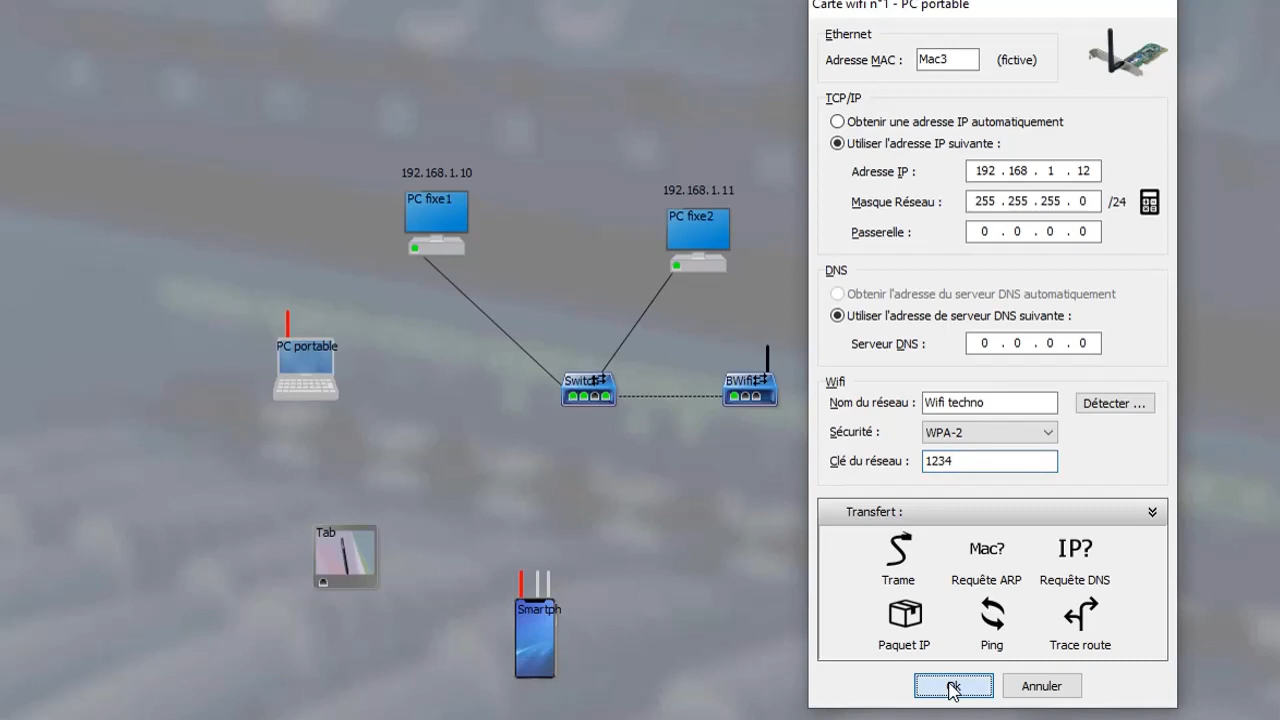 Carte wifi n°1 - PC portable
Ethernet
Adresse MAC : Mac3 (fictive)
TCP/IP
Obtenir une adresse IP automatiquement
Utiliser l'adresse IP suivante :
Adresse IP : 192 . 168 . 1 . 12
Masque Réseau : 255 . 255 . 255 . 0 /24
Passerelle : 0 . 0 . 0 . 0
DNS
Obtenir l'adresse du serveur DNS automatiquement
Utiliser l'adresse de serveur DNS suivante :
Serveur DNS : 0 . 0 . 0 . 0
Wifi
Nom du réseau : Wifi techno Détecter ...
Sécurité : WPA-2
Clé du réseau : 1234
Transfert :
Mac? IP?
Trame Requête ARP Requête DNS
Paquet IP Ping Trace route
Ok Annuler
192.168.1.10
PC fixe1
192.168.1.11
PC fixe2
PC portable
Switch
BWifi
Tab
Smartph